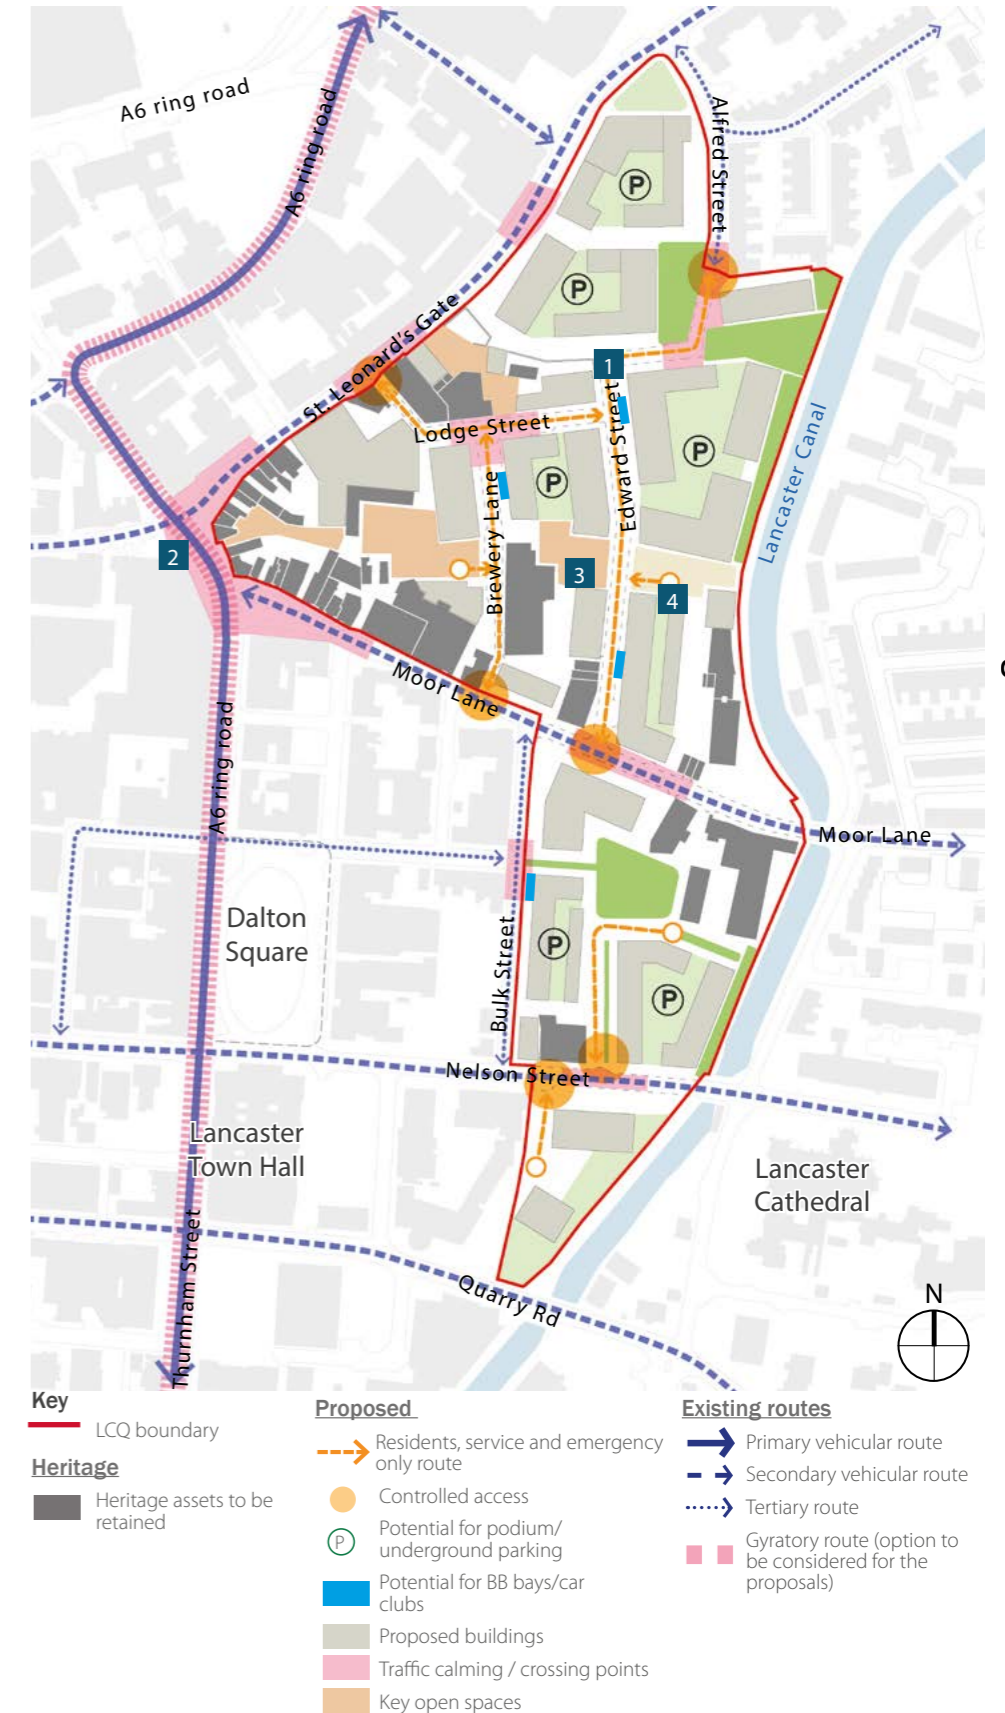 A6 ring road
A6 ring road
Alfred Street
P
P
St. Leonard's Gate
1
Lodge Street
Edward Street
P
P
Brewery Lane
Lancaster Canal
2
3
4
Moor Lane
A6 ring road
Moor Lane
Dalton
Square
Bulk Street
P
P
Nelson Street
Lancaster
Town Hall
Lancaster
Cathedral
Thurnham Street
Quarry Rd
N
Key
LCQ boundary
Heritage
Heritage assets to be
retained
Proposed
Residents, service and emergency
only route
Controlled access
P
Potential for podium/
underground parking
Potential for BB bays/car
clubs
Proposed buildings
Traffic calming / crossing points
Key open spaces
Existing routes
Primary vehicular route
Secondary vehicular route
Tertiary route
Gyratory route (option to
be considered for the
proposals)